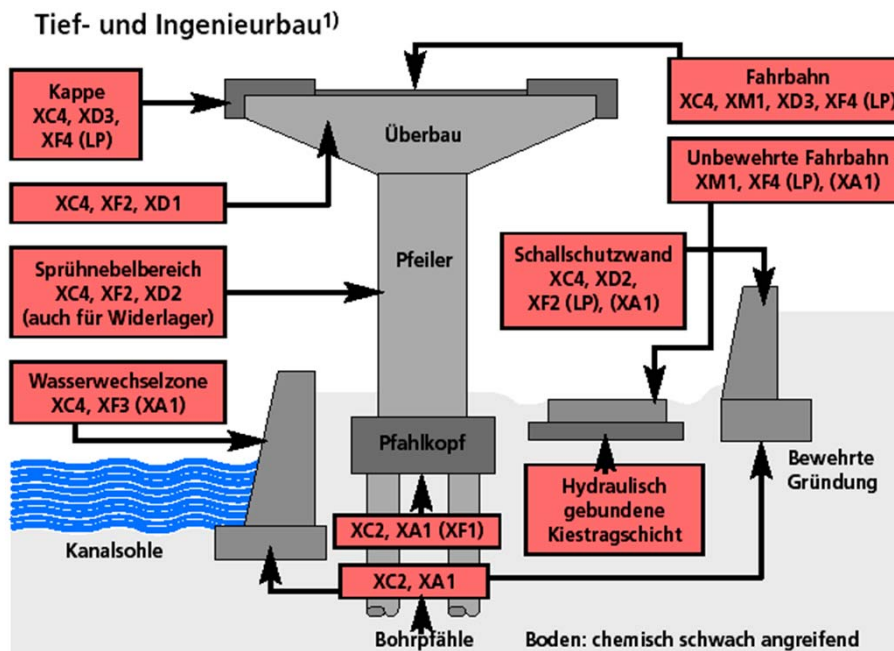 Tief- und Ingenieurbau¹⁾
Kappe
XC4, XD3,
XF4 (LP)
Fahrbahn
XC4, XM1, XD3, XF4 (LP)
Überbau
Unbewehrte Fahrbahn
XM1, XF4 (LP), (XA1)
XC4, XF2, XD1
Sprühnebelbereich
XC4, XF2, XD2
(auch für Widerlager)
Pfeiler
Schallschutzwand
XC4, XD2,
XF2 (LP), (XA1)
Wasserwechselzone
XC4, XF3 (XA1)
Pfahlkopf
Bewehrte
Gründung
Hydraulisch
gebundene
Kiestragschicht
XC2, XA1 (XF1)
Kanalsohle
XC2, XA1
Bohrpfähle
Boden: chemisch schwach angreifend